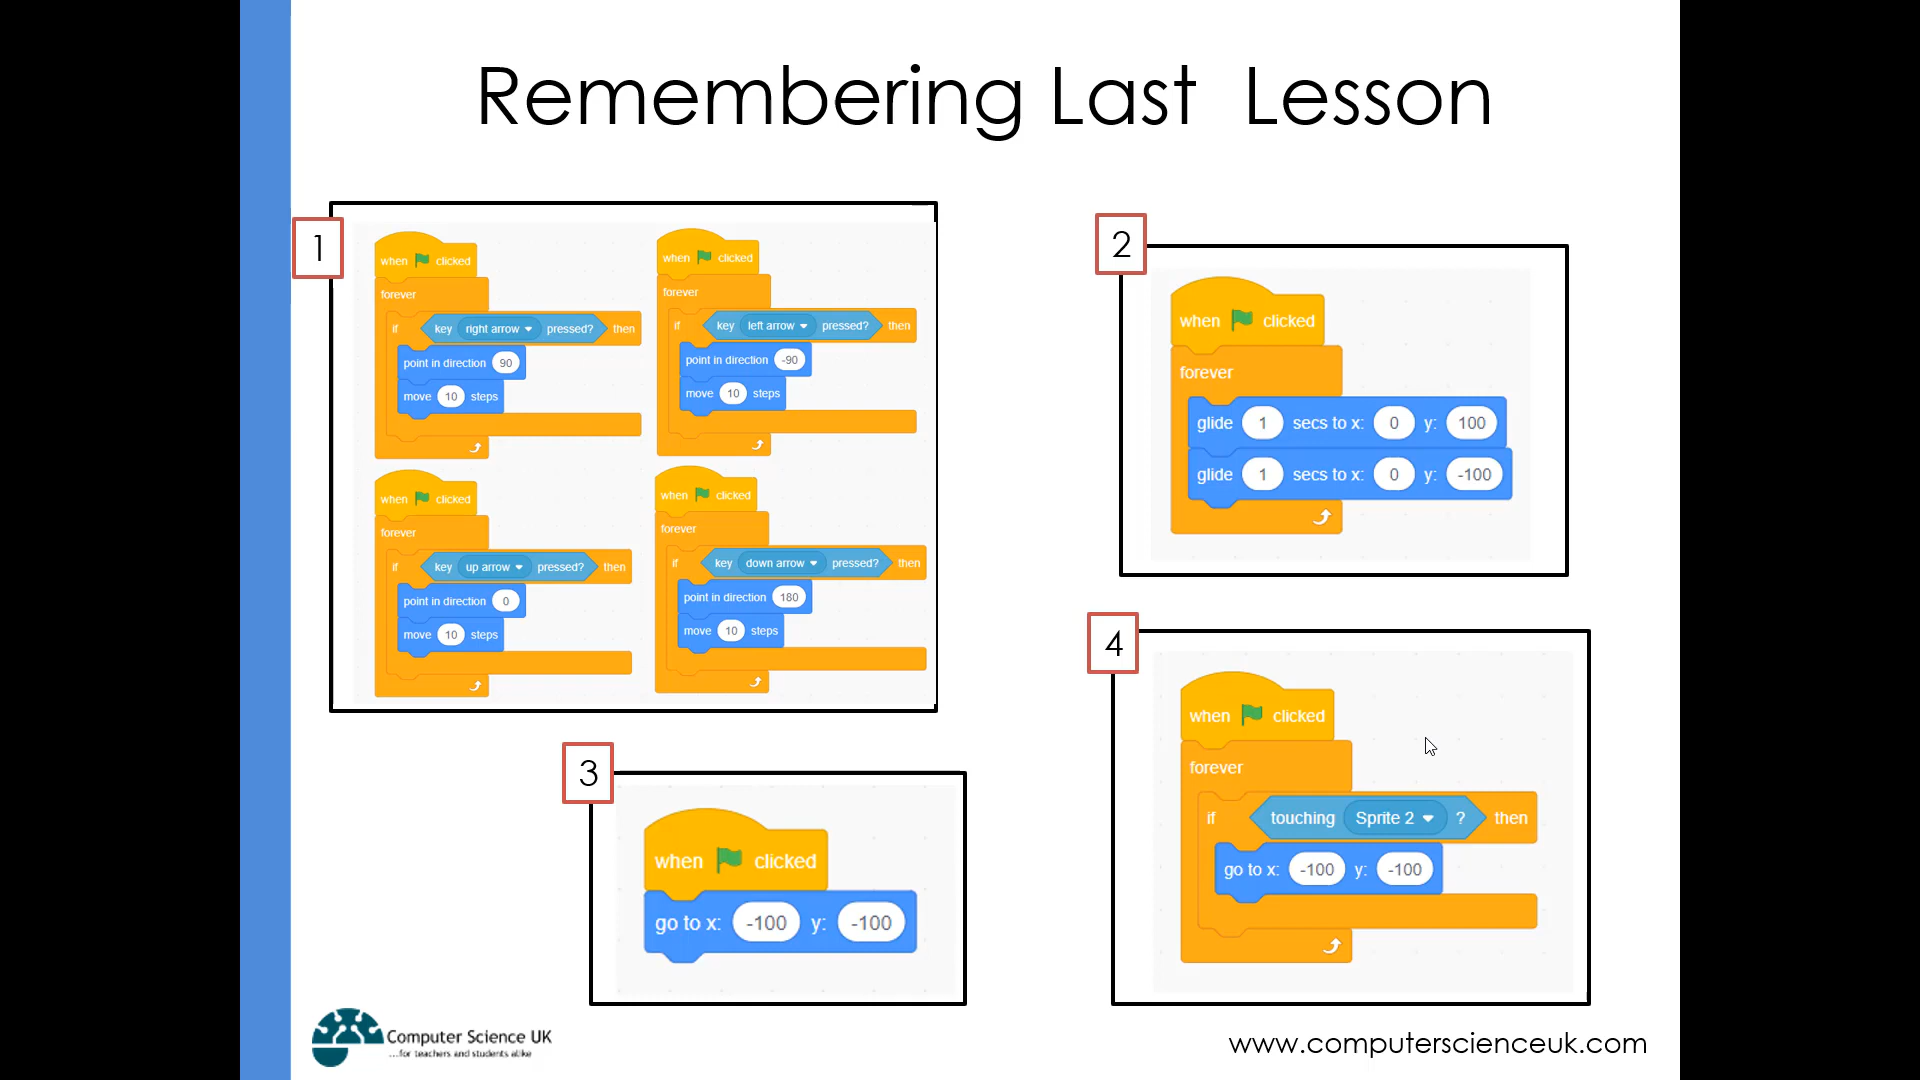 Remembering Last Lesson
1
when clicked
forever
if key right arrow pressed? then
point in direction 90
move 10 steps
when clicked
forever
if key left arrow pressed? then
point in direction -90
move 10 steps
when clicked
forever
if key up arrow pressed? then
point in direction 0
move 10 steps
when clicked
forever
if key down arrow pressed? then
point in direction 180
move 10 steps
2
when clicked
forever
glide 1 secs to x: 0 y: 100
glide 1 secs to x: 0 y: -100
3
when clicked
go to x: -100 y: -100
4
when clicked
forever
if touching Sprite 2 ? then
go to x: -100 y: -100
Computer Science UK
...for teachers and students alike
www.computerscienceuk.com